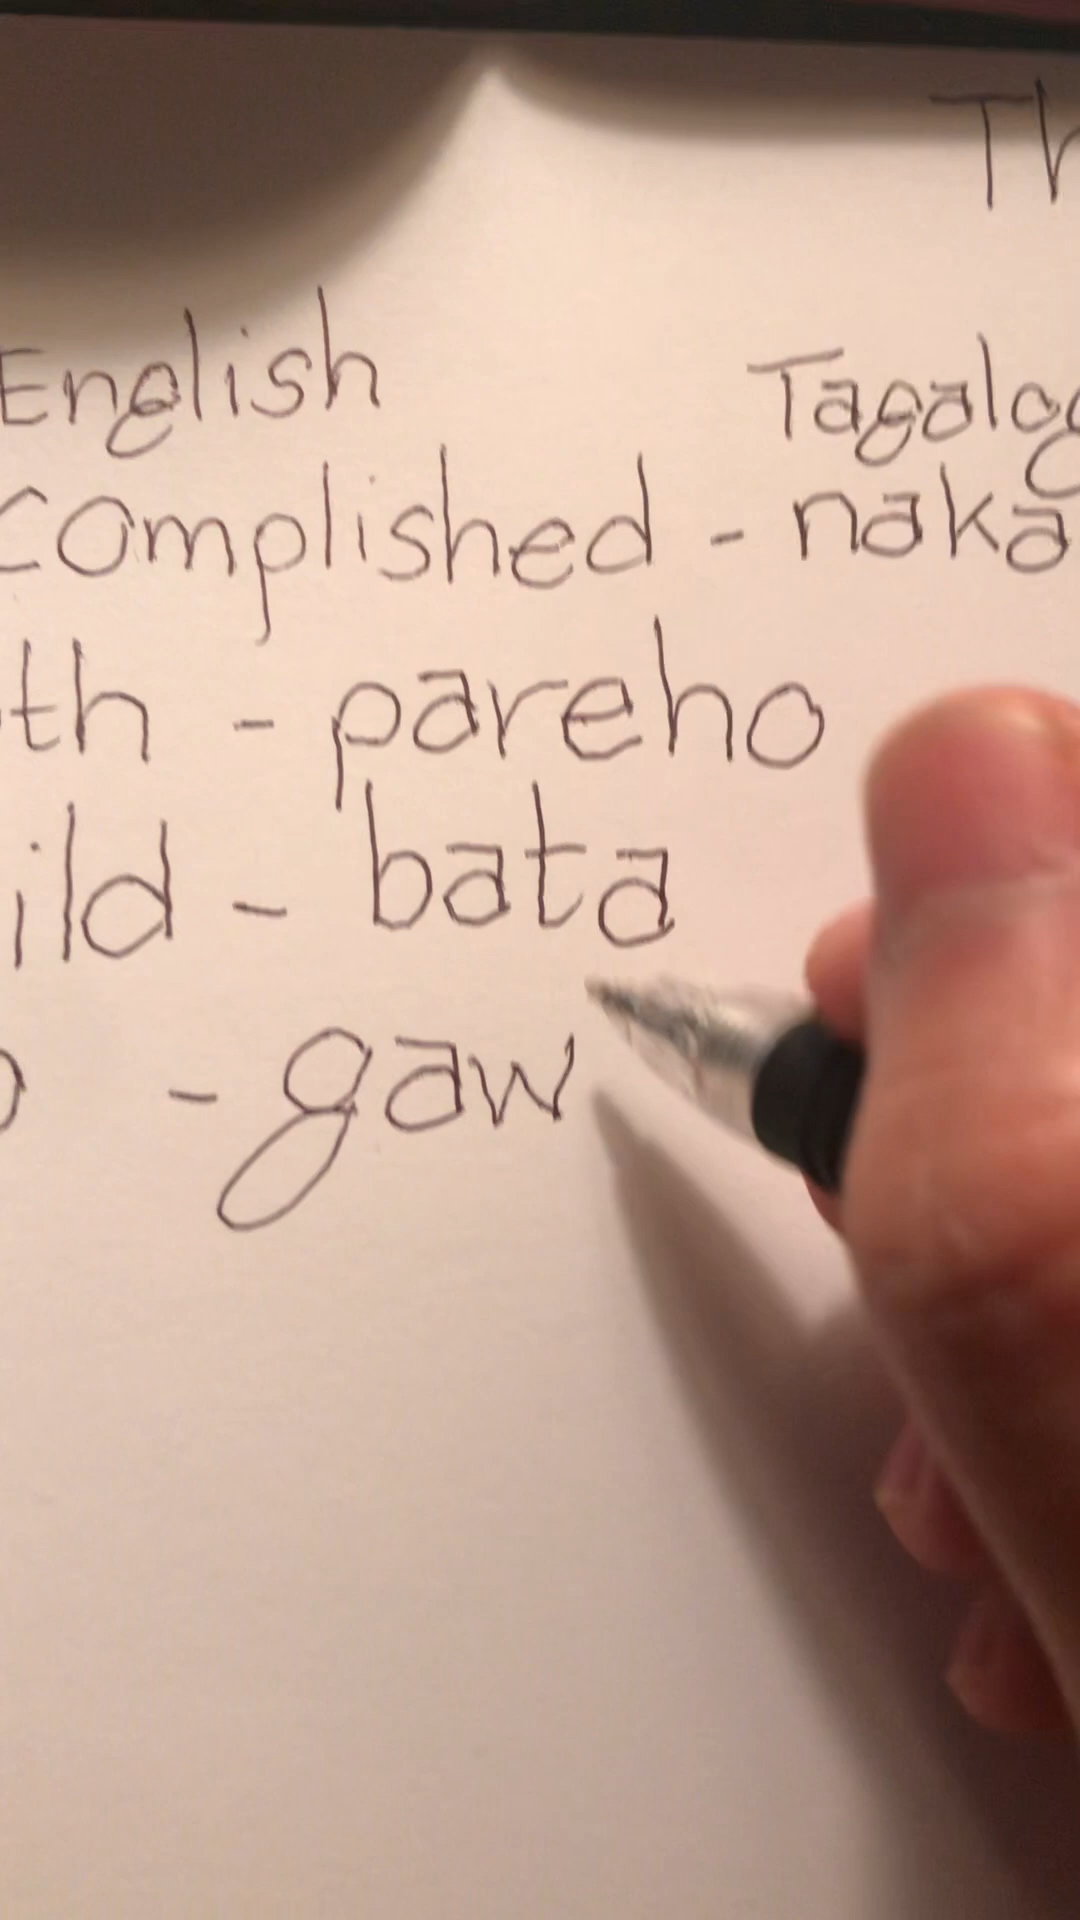 Th
English Tagalog
complished - naka
th - pareho
ild - bata
o - gaw